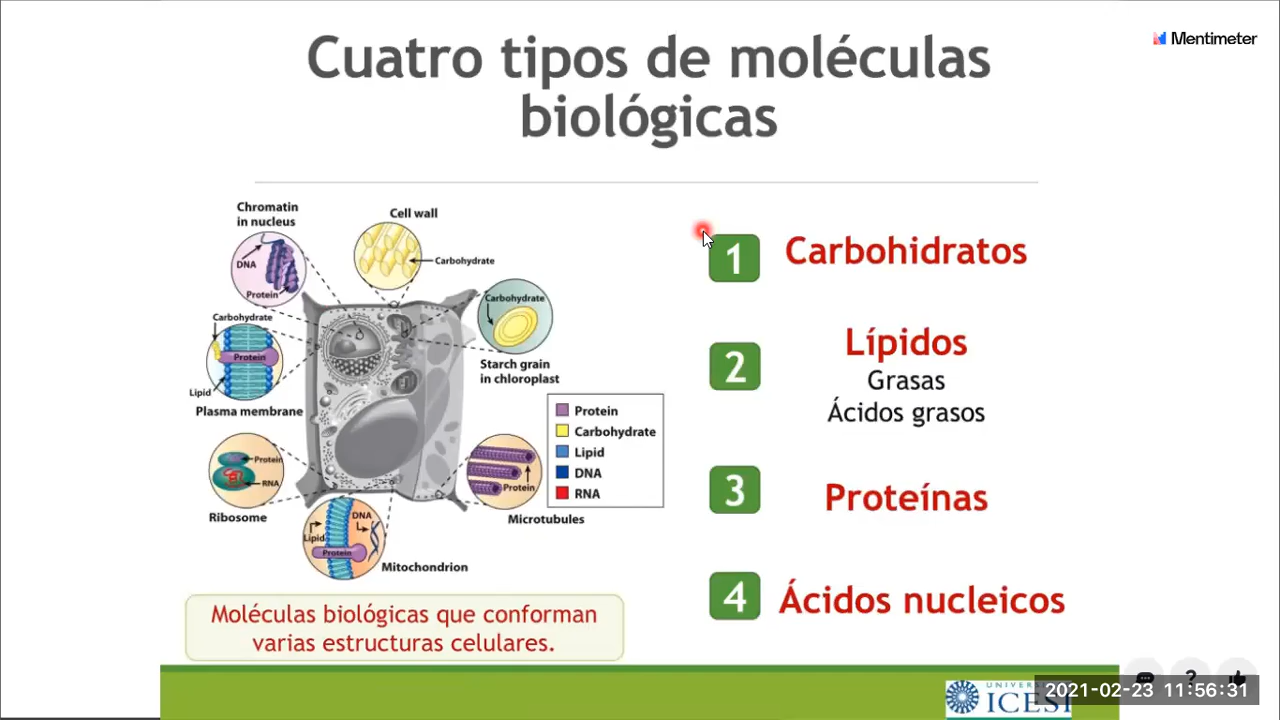 Mentimeter
Cuatro tipos de moléculas
biológicas
Chromatin
in nucleus
DNA
Protein
Cell wall
Carbohydrate
Carbohydrate
Starch grain
in chloroplast
Carbohydrate
Protein
Lipid
Plasma membrane
Protein
RNA
Ribosome
Lipid
DNA
Protein
Mitochondrion
Protein
Microtubules
Protein
Carbohydrate
Lipid
DNA
RNA
Moléculas biológicas que conforman
varias estructuras celulares.
1 Carbohidratos
2 Lípidos
Grasas
Ácidos grasos
3 Proteínas
4 Ácidos nucleicos
?
ICESI
2021-02-23 11:56:31